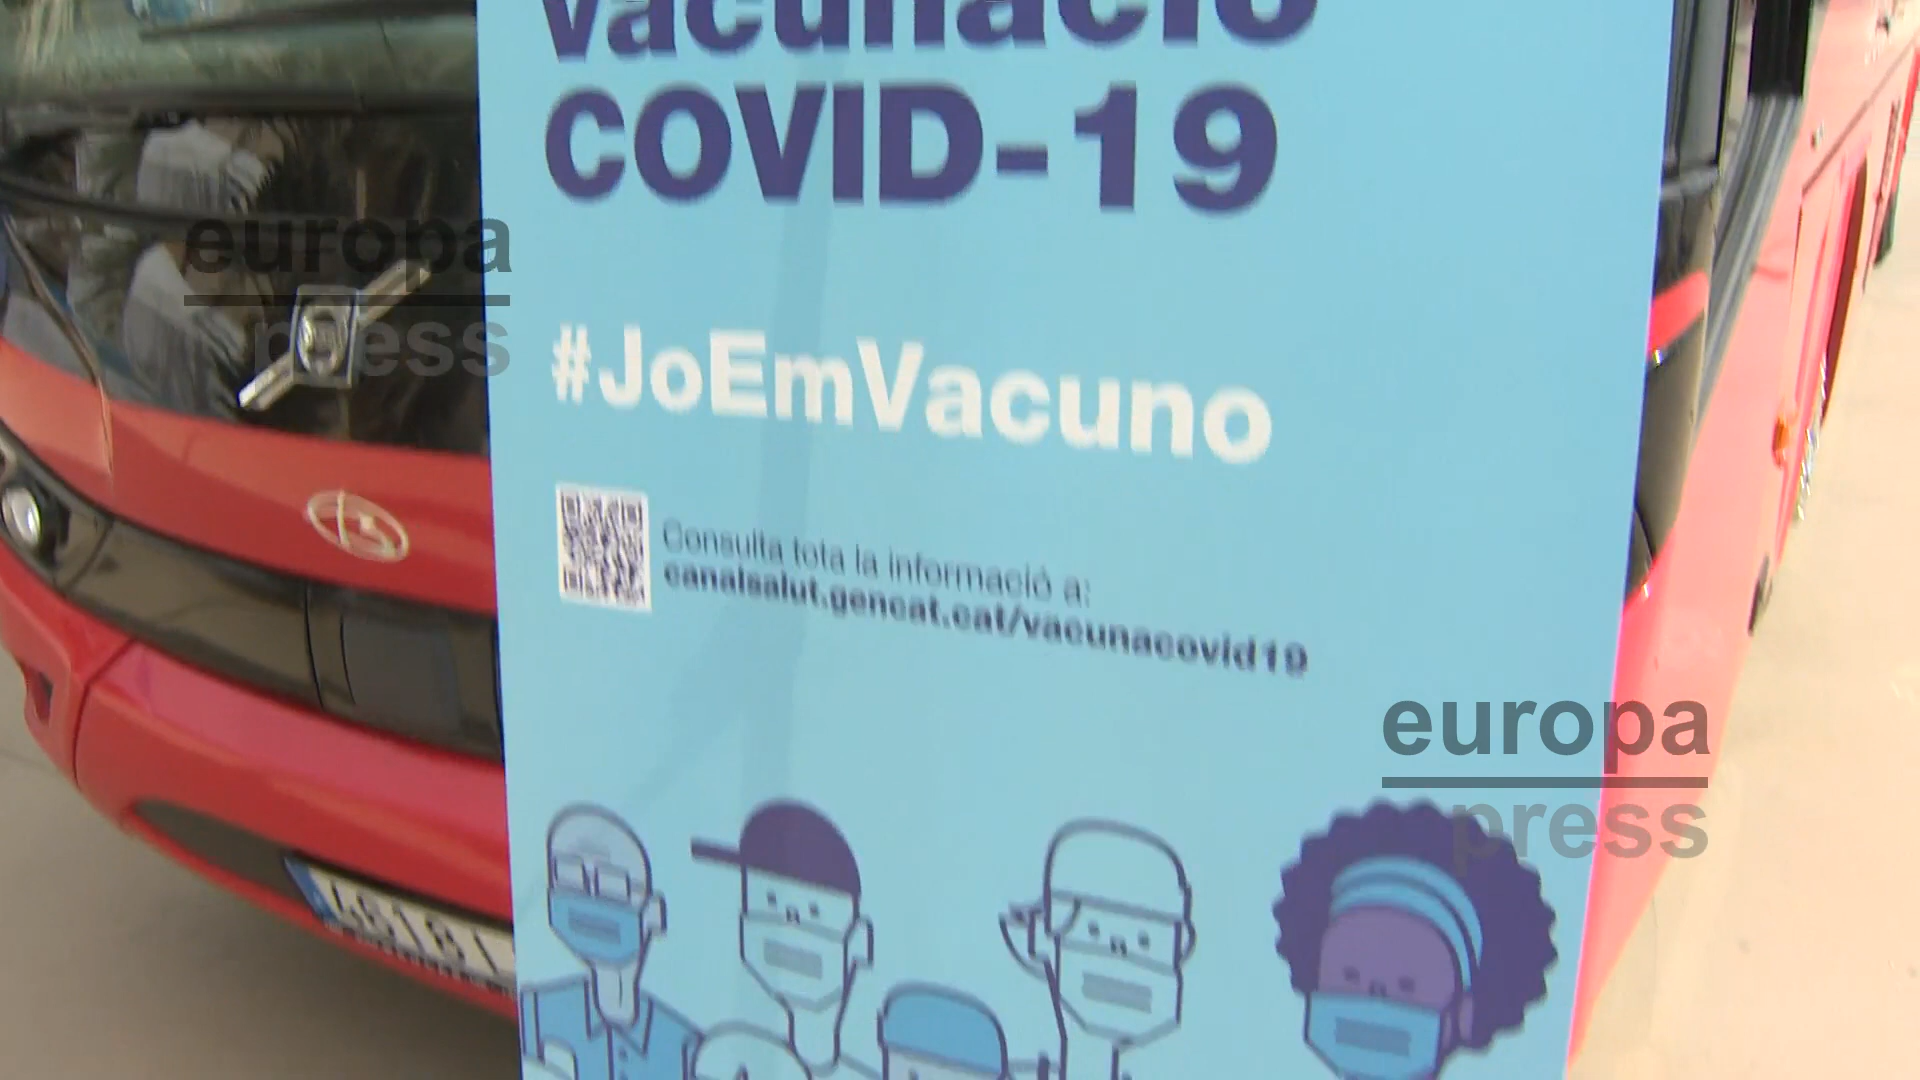 vacunació
COVID-19
#JoEmVacuno
Consulta tota la informació a:
canalsalut.gencat.cat/vacunacovid19
europa
press
europa
press